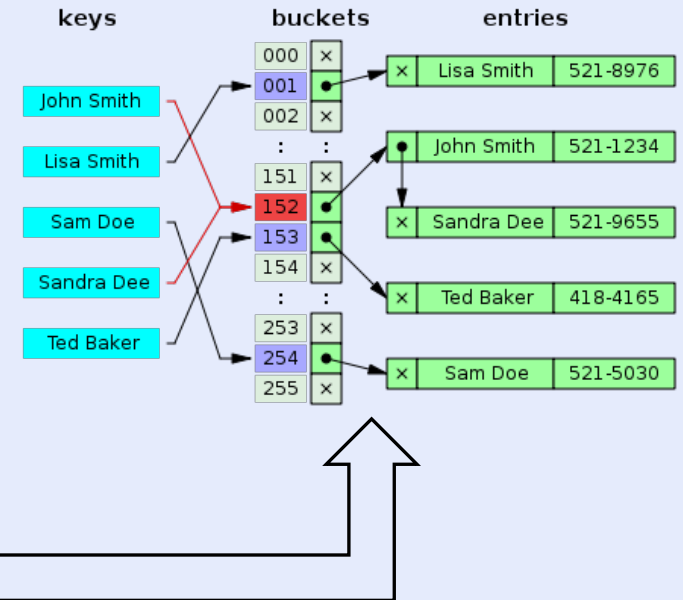 keys buckets entries
000 ×
× Lisa Smith 521-8976
001
John Smith
002 ×
: :
× John Smith 521-1234
Lisa Smith
151 ×
152
Sam Doe
× Sandra Dee 521-9655
153
154 ×
Sandra Dee
: :
× Ted Baker 418-4165
253 ×
Ted Baker
254
× Sam Doe 521-5030
255 ×